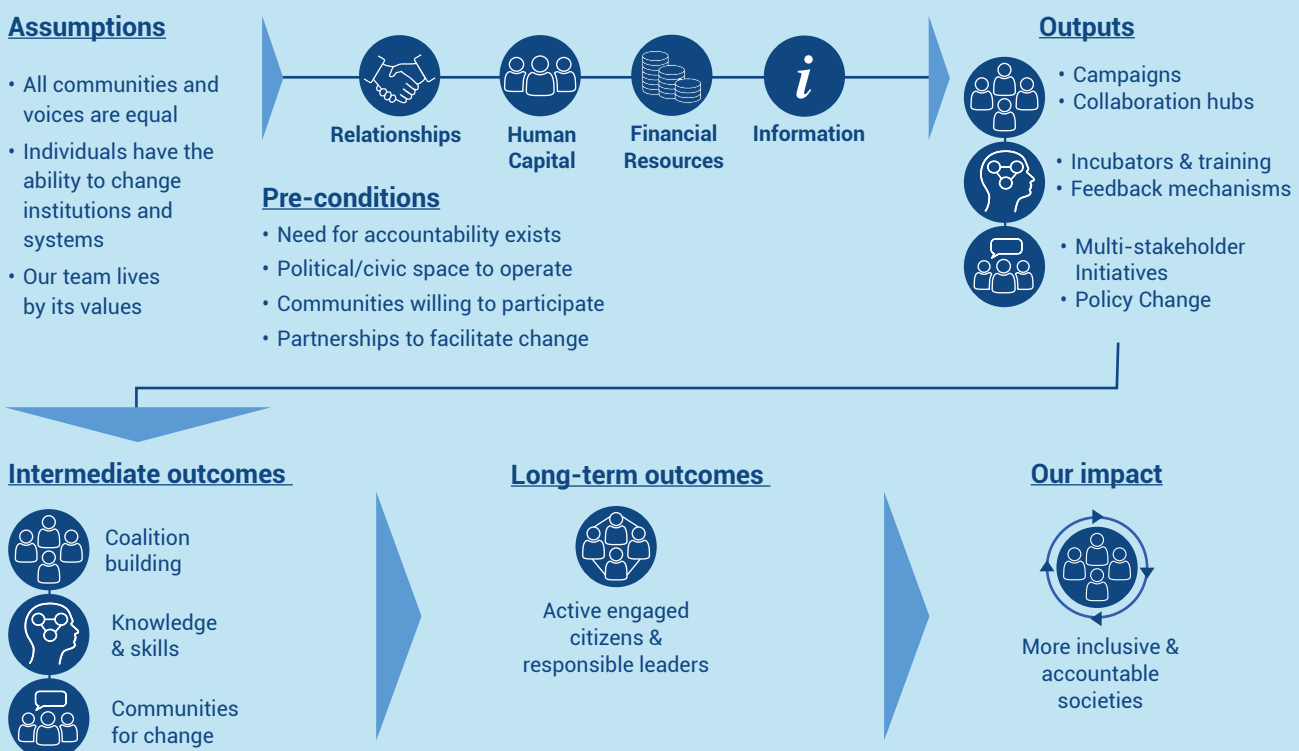 Assumptions
• All communities and
voices are equal
• Individuals have the
ability to change
institutions and
systems
• Our team lives
by its values
Relationships
Human
Capital
Financial
Resources
i
Information
Pre-conditions
• Need for accountability exists
• Political/civic space to operate
• Communities willing to participate
• Partnerships to facilitate change
Outputs
• Campaigns
• Collaboration hubs
• Incubators & training
• Feedback mechanisms
• Multi-stakeholder
Initiatives
• Policy Change
Intermediate outcomes
Coalition
building
Knowledge
& skills
Communities
for change
Long-term outcomes
Active engaged
citizens &
responsible leaders
Our impact
More inclusive &
accountable
societies